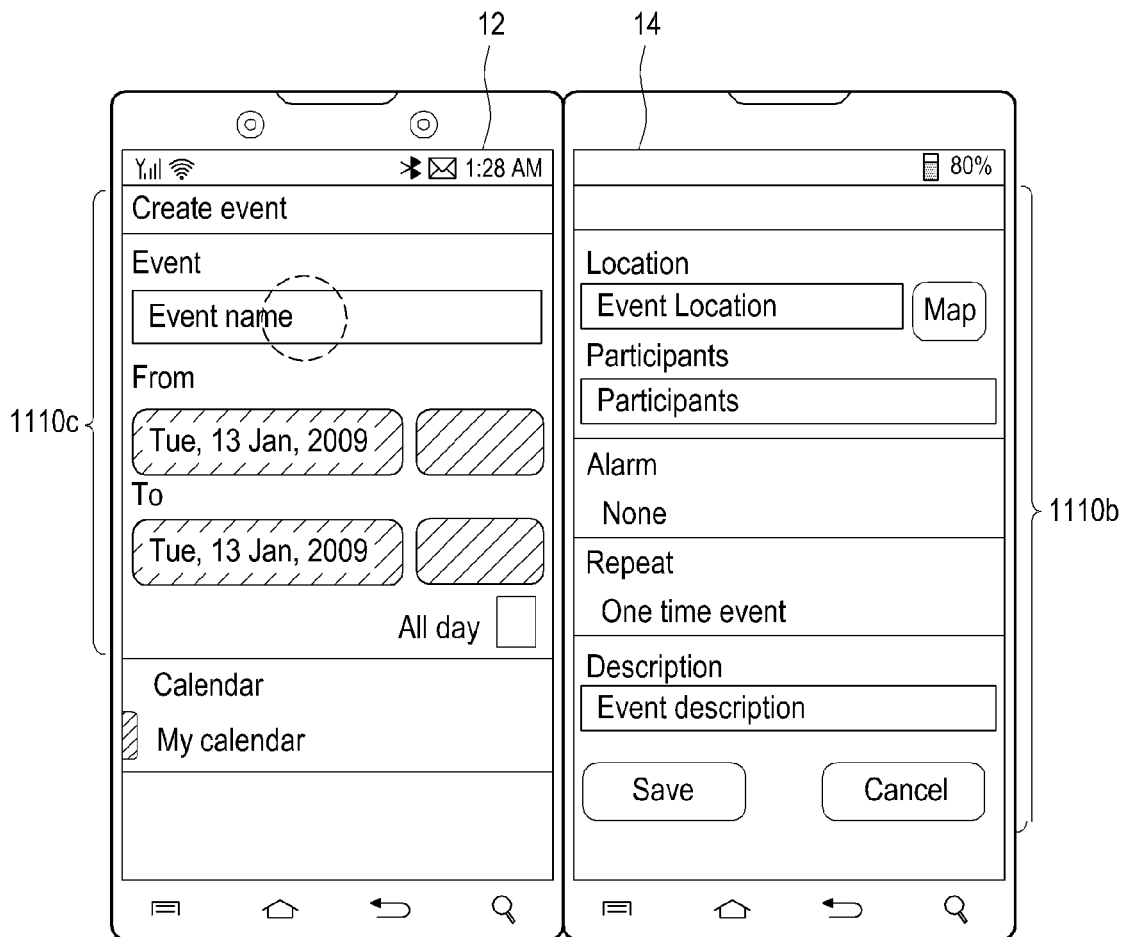 12
14
1:28 AM
80%
Create event
Event
Event name
From
Tue, 13 Jan, 2009
To
Tue, 13 Jan, 2009
All day
Calendar
My calendar
1110c
Location
Event Location
Map
Participants
Participants
Alarm
None
Repeat
One time event
Description
Event description
Save
Cancel
1110b